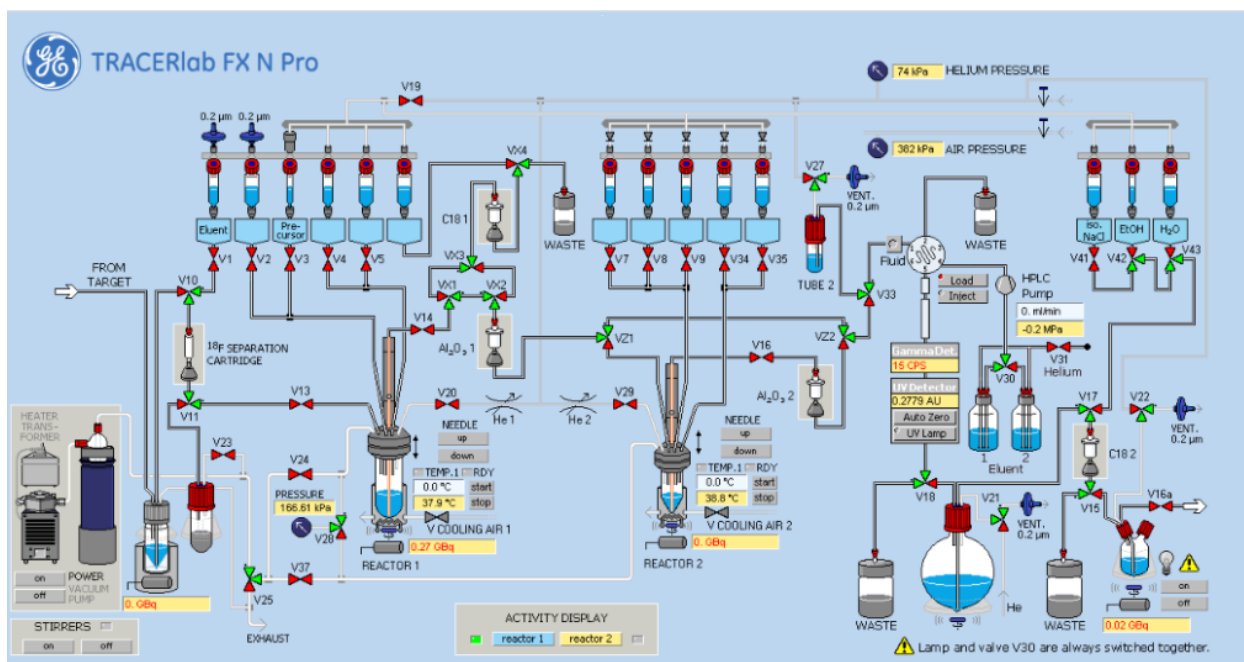 GE
TRACERlab FX N Pro
74 kPa HELIUM PRESSURE
382 kPa AIR PRESSURE
V19
0.2 µm 0.2 µm
VX4
V27
VENT.
0.2 µm
C18 1
WASTE
WASTE
Eluent
Pre-
cursor
Iso.
NaCl
EtOH
H₂O
V1 V2 V3 V4 V5
V7 V8 V9 V34 V35
V41 V42 V43
FROM
TARGET
V10
VX3
VX1 VX2
V14
TUBE 2
Fluid
V33
Load
Inject
HPLC
Pump
0. ml/min
-0.2 MPa
¹⁸F SEPARATION
CARTRIDGE
Al₂O₃ 1
VZ1
VZ2
V16
Al₂O₃ 2
Gamma Det.
15 CPS
UV Detector
0.2779 AU
Auto Zero
UV Lamp
V31
Helium
V30
1 2
Eluent
V11
V13
V20
He 1
He 2
V29
V17
V22
VENT.
0.2 µm
C18 2
HEATER
TRANS-
FORMER
V23
V24
NEEDLE
up
down
TEMP.1 RDY
0.0 °C start
37.9 °C stop
V COOLING AIR 1
PRESSURE
166.61 kPa
V28
0.27 GBq
REACTOR 1
NEEDLE
up
down
TEMP.1 RDY
0.0 °C start
38.8 °C stop
V COOLING AIR 2
0. GBq
REACTOR 2
V18
V21
VENT.
0.2 µm
He
V15
V16a
on
off
0.02 GBq
WASTE
WASTE
on POWER
off VACUUM
PUMP
0. GBq
V37
V25
EXHAUST
STIRRERS
on off
ACTIVITY DISPLAY
reactor 1 reactor 2
Lamp and valve V30 are always switched together.